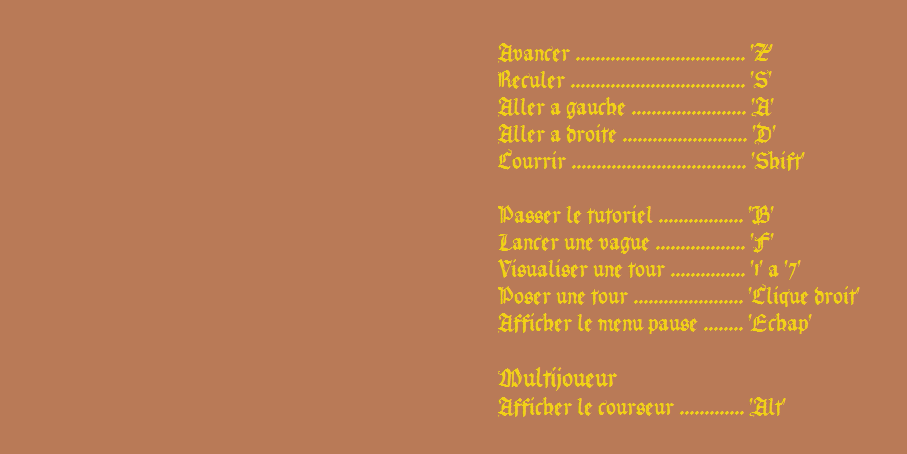 Avancer .................................. 'Z'
Reculer ................................... 'S'
Aller a gauche ....................... 'A'
Aller a droite ......................... 'D'
Courrir ................................... 'Shift'
Passer le tutoriel ................. 'B'
Lancer une vague .................. 'F'
Visualiser une tour ............... '1' a '7'
Poser une tour ...................... 'Clique droit'
Afficher le menu pause ........ 'Echap'
Multijoueur
Afficher le courseur ............. 'Alt'